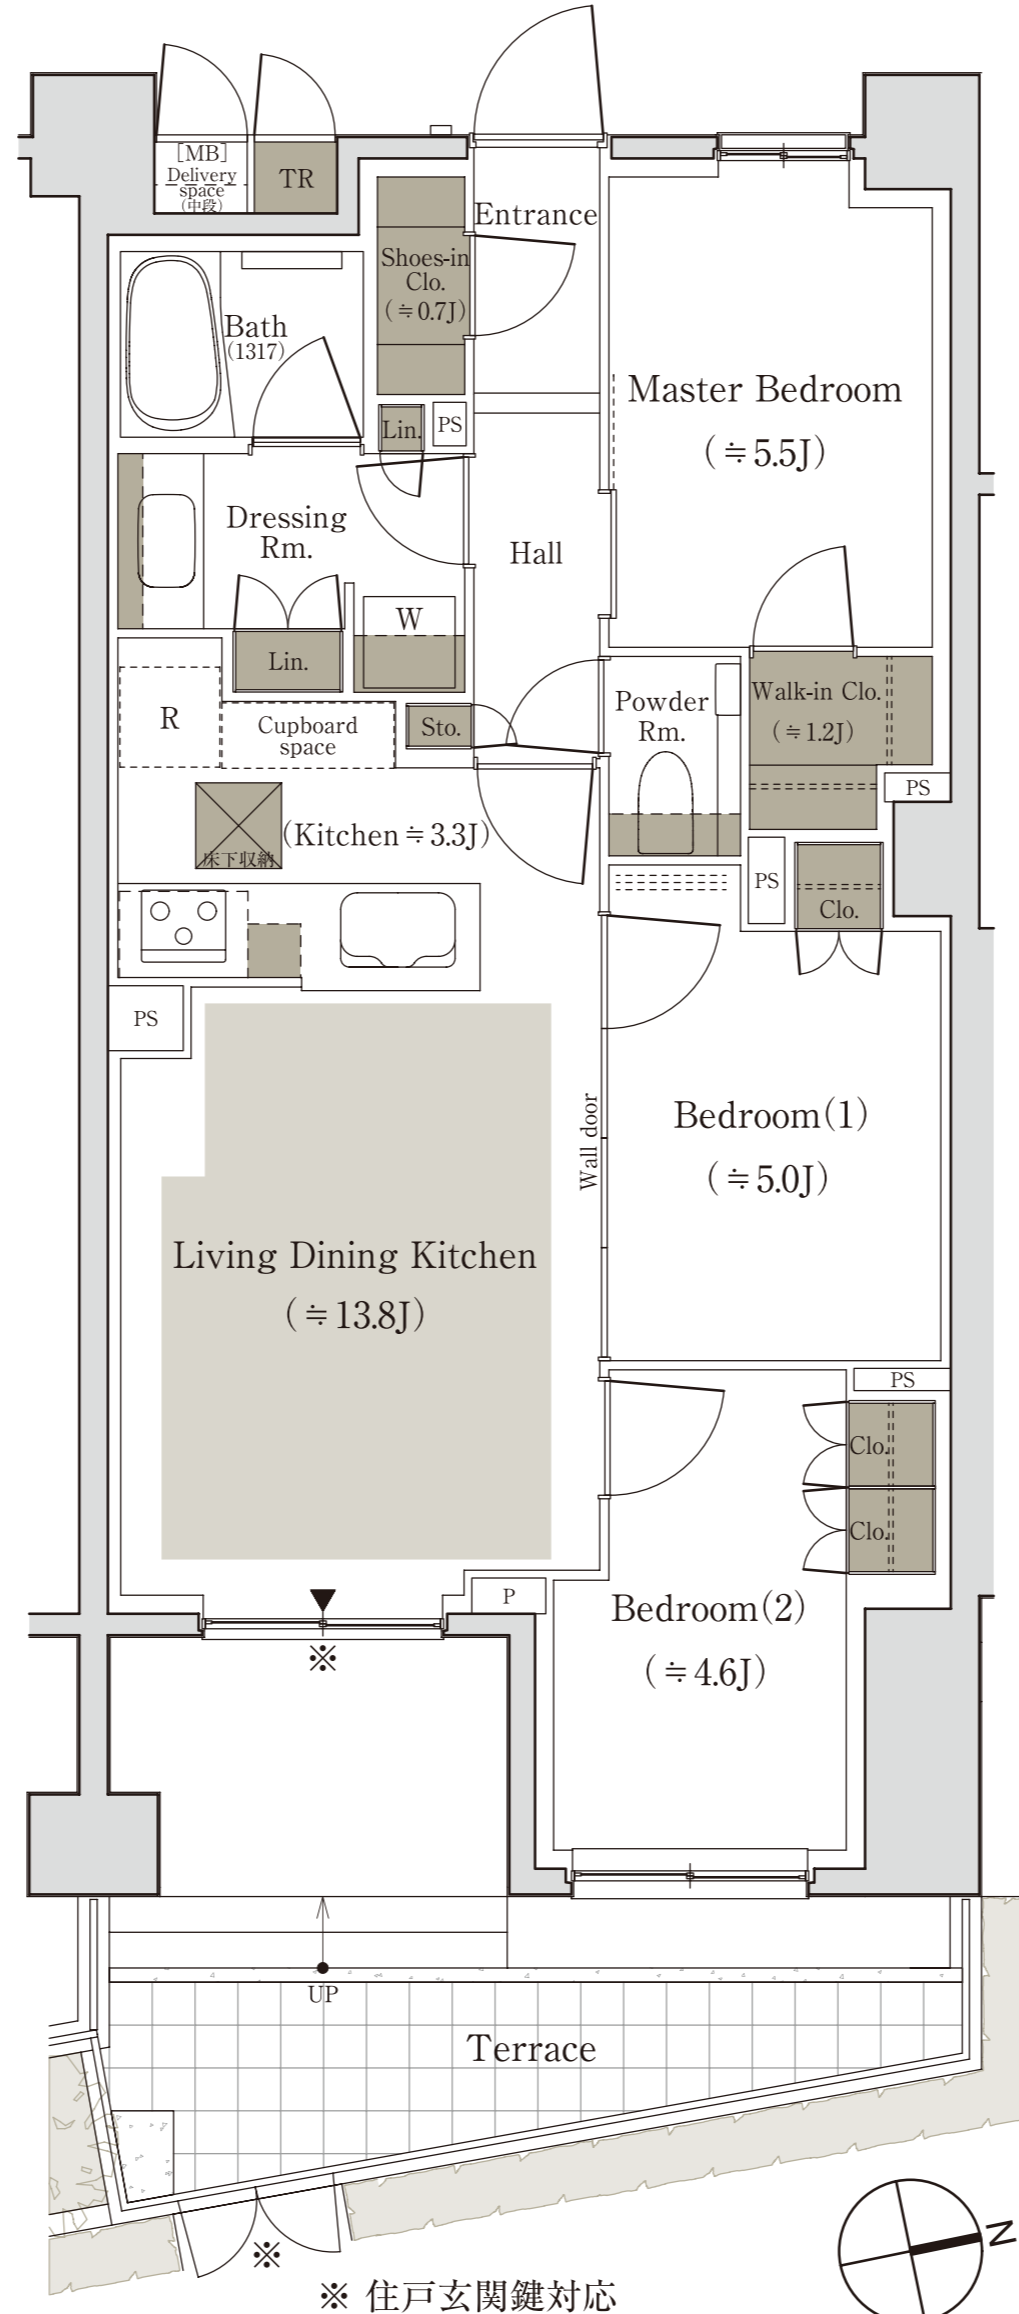 [MB]
Delivery
space
(中段)
TR
Entrance
Shoes-in
Clo.
(≒0.7J)
Bath
(1317)
Master Bedroom
(≒5.5J)
Lin.
PS
Dressing
Rm.
Hall
W
Lin.
R
Cupboard
space
Sto.
Powder
Rm.
Walk-in Clo.
(≒1.2J)
PS
(Kitchen≒3.3J)
床下収納
PS
Clo.
PS
Bedroom(1)
(≒5.0J)
Wall door
Living Dining Kitchen
(≒13.8J)
PS
Clo.
Clo.
P
Bedroom(2)
(≒4.6J)
※
UP
Terrace
N
※
※ 住戸玄関鍵対応